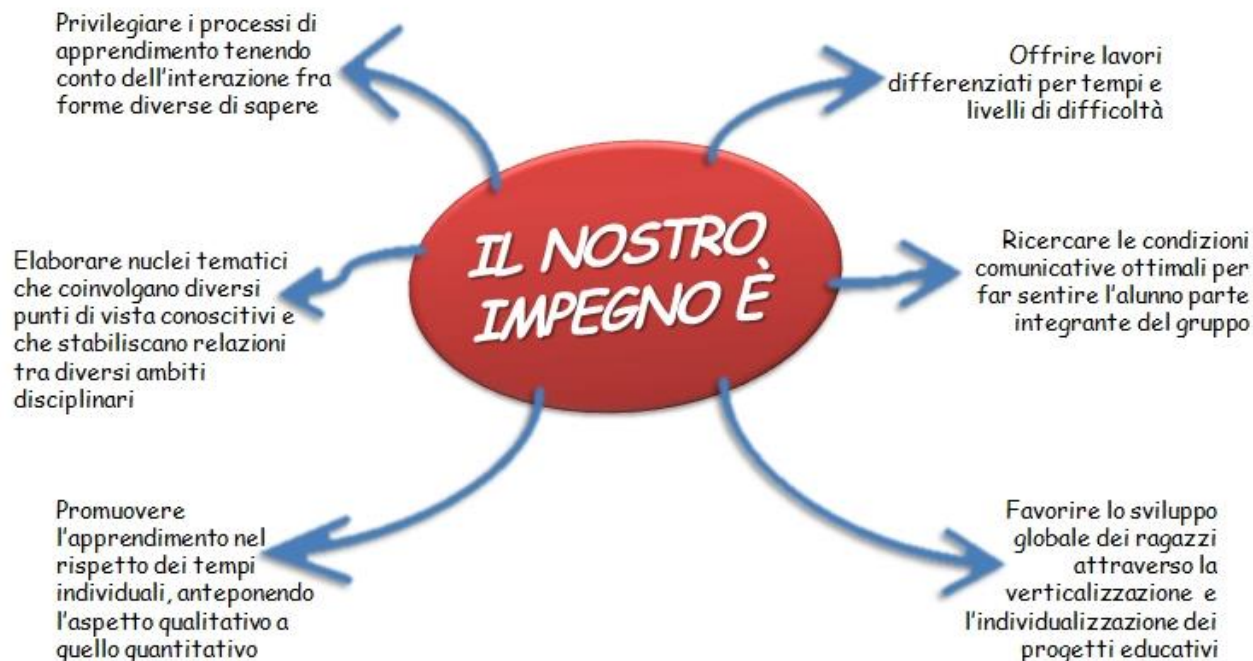 Privilegiare i processi di
apprendimento tenendo
conto dell'interazione fra
forme diverse di sapere
Offrire lavori
differenziati per tempi e
livelli di difficoltà
IL NOSTRO
IMPEGNO È
Elaborare nuclei tematici
che coinvolgano diversi
punti di vista conoscitivi e
che stabiliscano relazioni
tra diversi ambiti
disciplinari
Ricercare le condizioni
comunicative ottimali per
far sentire l'alunno parte
integrante del gruppo
Promuovere
l'apprendimento nel
rispetto dei tempi
individuali, anteponendo
l'aspetto qualitativo a
quello quantitativo
Favorire lo sviluppo
globale dei ragazzi
attraverso la
verticalizzazione e
l'individualizzazione dei
progetti educativi